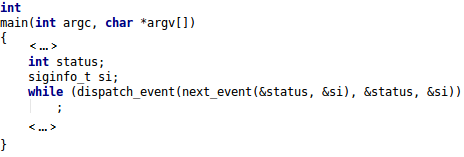 int
main(int argc, char *argv[])
{
<…>
int status;
siginfo_t si;
while (dispatch_event(next_event(&status, &si), &status, &si))
;
<…>
}